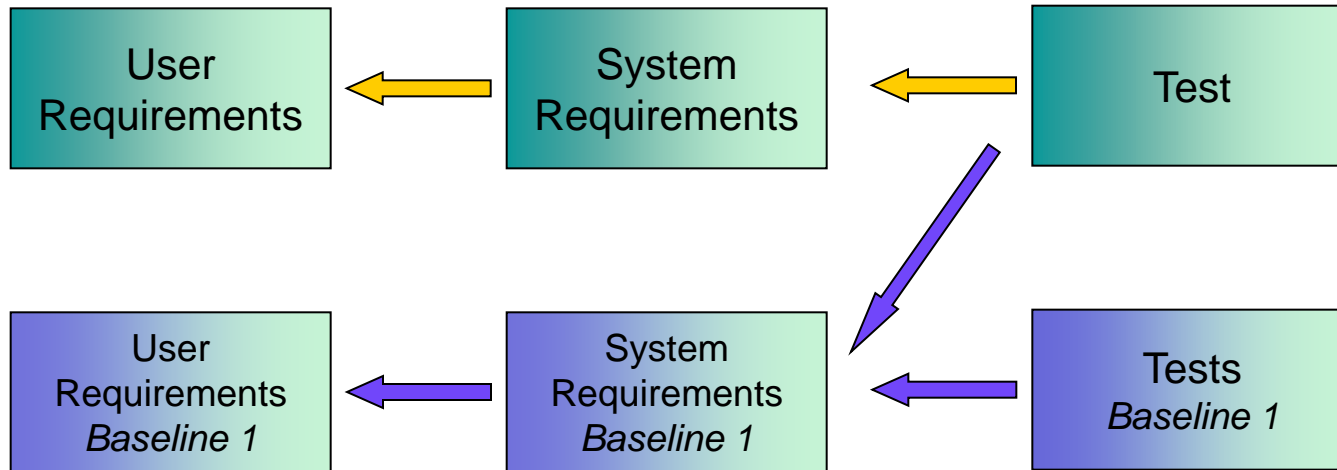 User
Requirements
System
Requirements
Test
User
Requirements
Baseline 1
System
Requirements
Baseline 1
Tests
Baseline 1